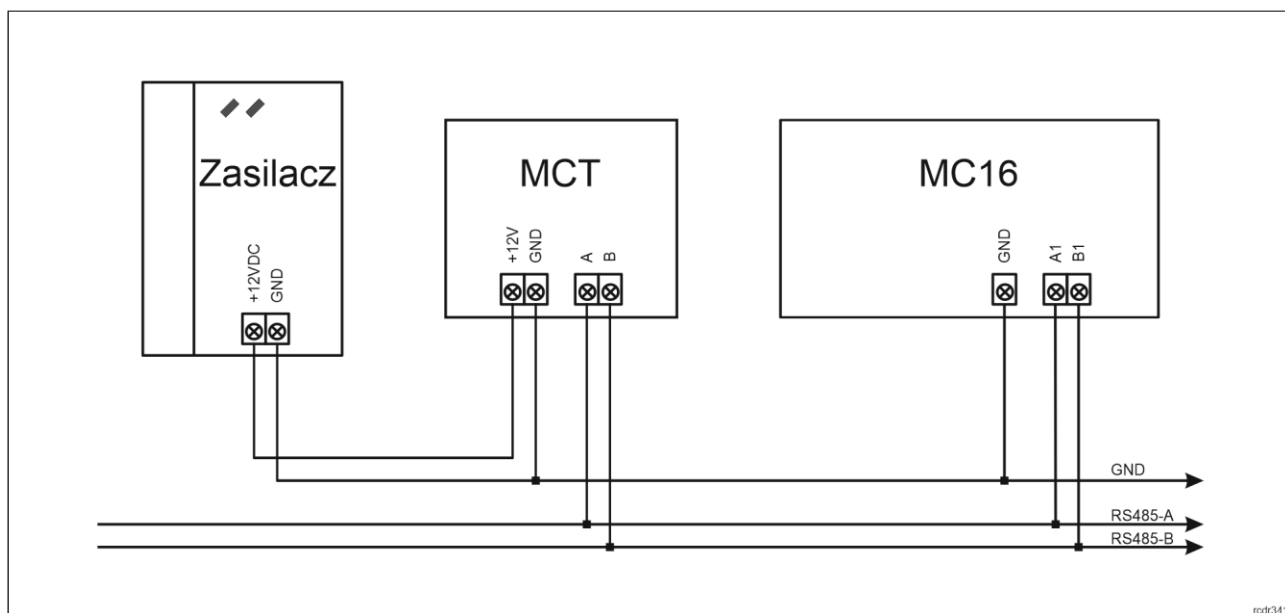 Zasilacz
+12VDC
GND
MCT
+12V
GND
A
B
MC16
GND
A1
B1
GND
RS485-A
RS485-B